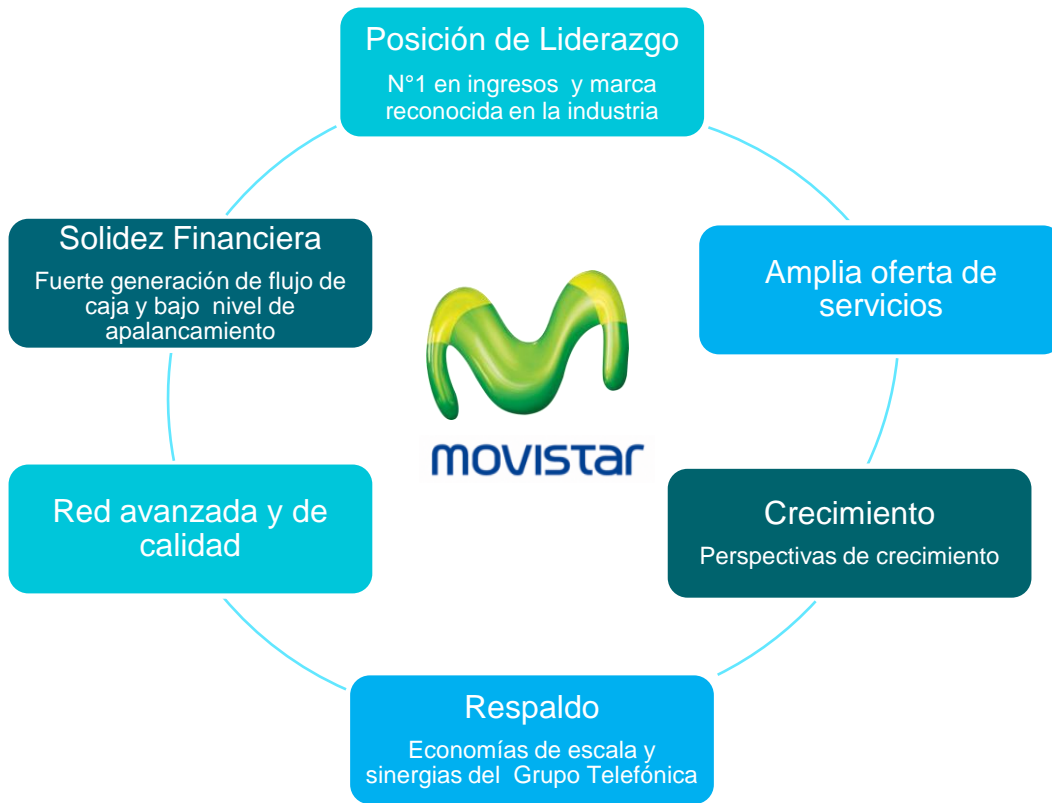 Posición de Liderazgo
N°1 en ingresos y marca
reconocida en la industria
Amplia oferta de
servicios
Crecimiento
Perspectivas de crecimiento
Respaldo
Economías de escala y
sinergias del Grupo Telefónica
Red avanzada y de
calidad
Solidez Financiera
Fuerte generación de flujo de
caja y bajo nivel de
apalancamiento
movistar